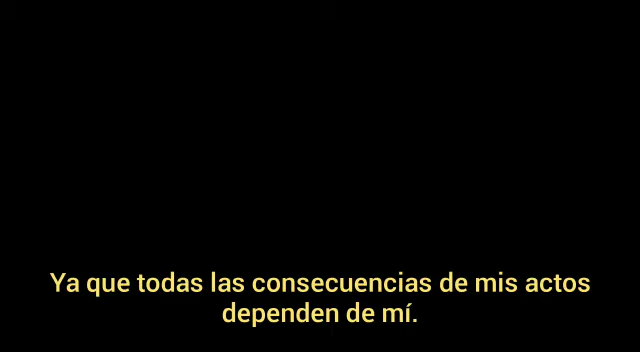 Ya que todas las consecuencias de mis actos
dependen de mí.